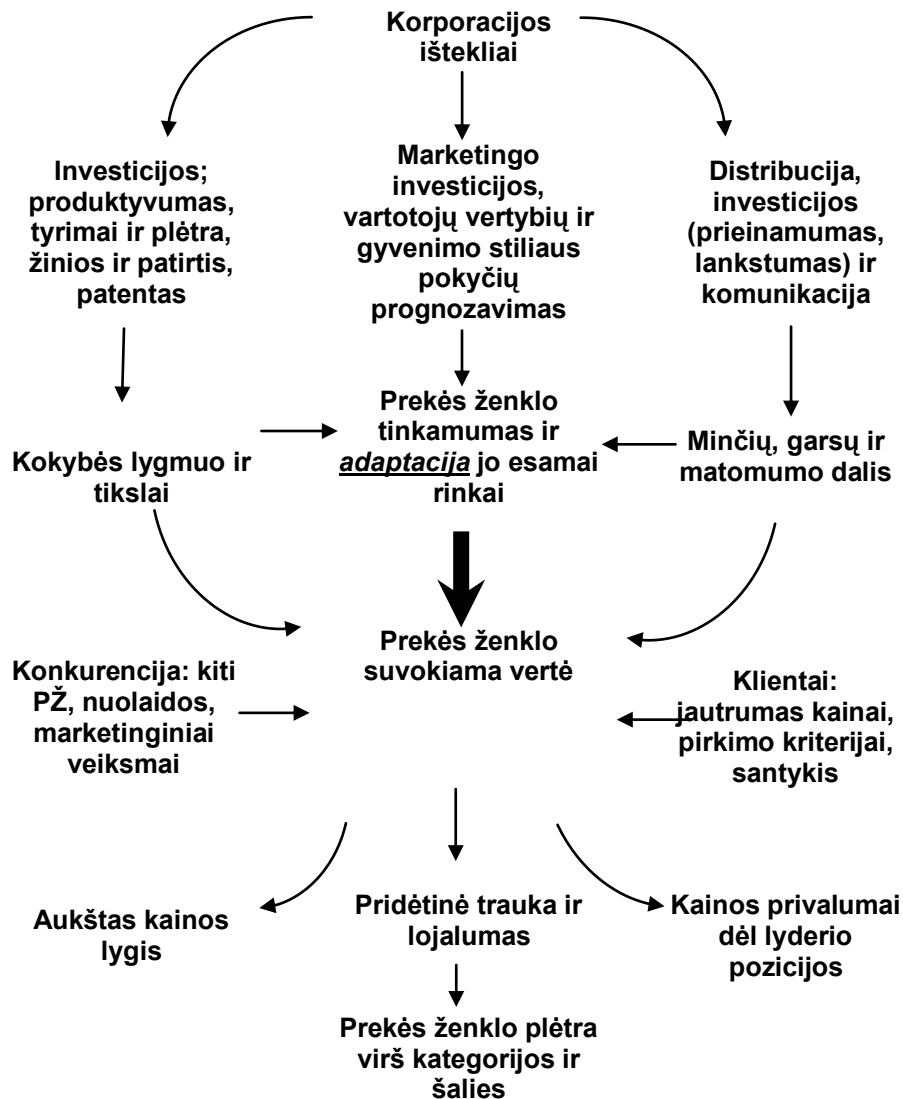 Korporacijos
ištekliai
Investicijos;
produktyvumas,
tyrimai ir plėtra,
žinios ir patirtis,
patentas
Marketingo
investicijos,
vartotojų vertybių ir
gyvenimo stiliaus
pokyčių
prognozavimas
Distribucija,
investicijos
(prieinamumas,
lankstumas) ir
komunikacija
Kokybės lygmuo ir
tikslai
Prekės ženklo
tinkamumas ir
adaptacija jo esamai
rinkai
Minčių, garsų ir
matomumo dalis
Konkurencija: kiti
PŽ, nuolaidos,
marketinginiai
veiksmai
Prekės ženklo
suvokiama vertė
Klientai:
jautrumas kainai,
pirkimo kriterijai,
santykis
Aukštas kainos
lygis
Pridėtinė trauka ir
lojalumas
Kainos privalumai
dėl lyderio
pozicijos
Prekės ženklo plėtra
virš kategorijos ir
šalies